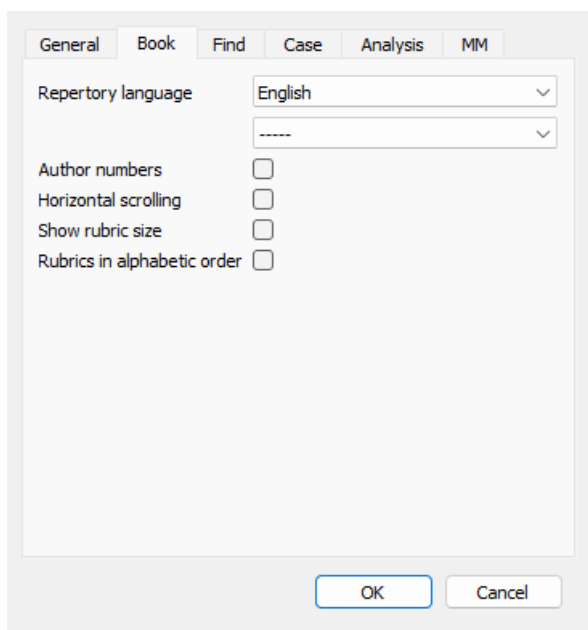 General Book Find Case Analysis MM
Repertory language English
-----
Author numbers
Horizontal scrolling
Show rubric size
Rubrics in alphabetic order
OK Cancel